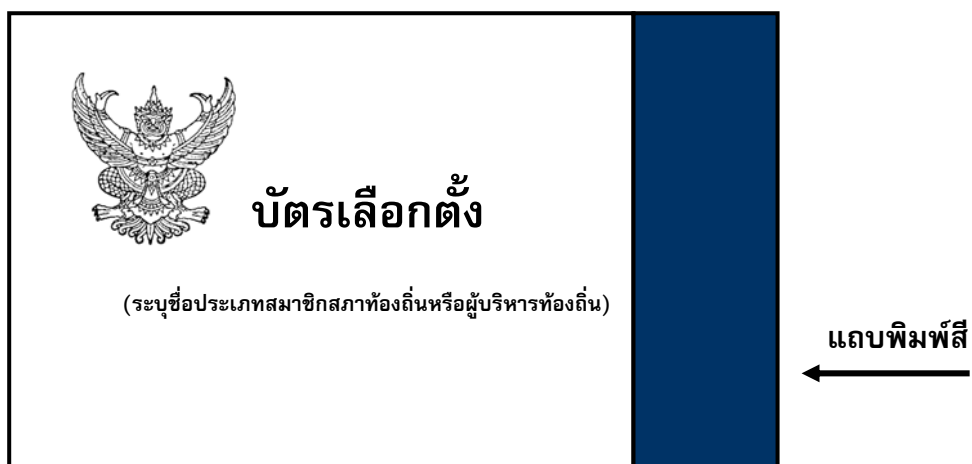 บัตรเลือกตั้ง
(ระบุชื่อประเภทสมาชิกสภาท้องถิ่นหรือผู้บริหารท้องถิ่น)
แถบพิมพ์สี